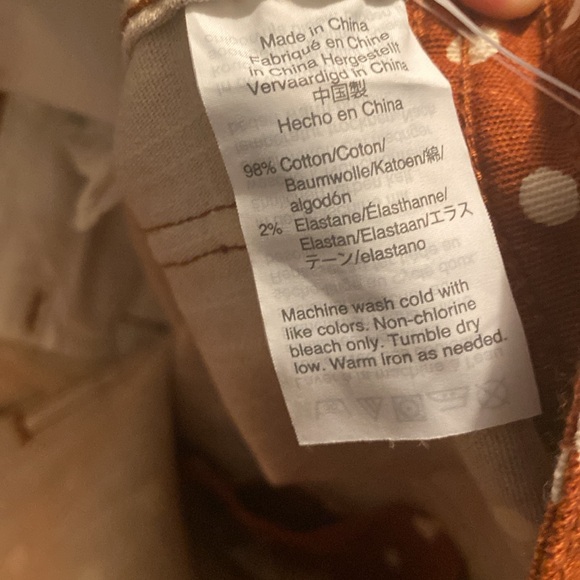 Made in China
Fabriqué en Chine
in China Hergestellt
Vervaardigd in China
中国製
Hecho en China
98% Cotton/Coton/
Baumwolle/Katoen/綿/
algodón
2% Elastane/Élasthanne/
Elastan/Elastaan/エラス
テーン/elastano
Machine wash cold with
like colors. Non-chlorine
bleach only. Tumble dry
low. Warm iron as needed.